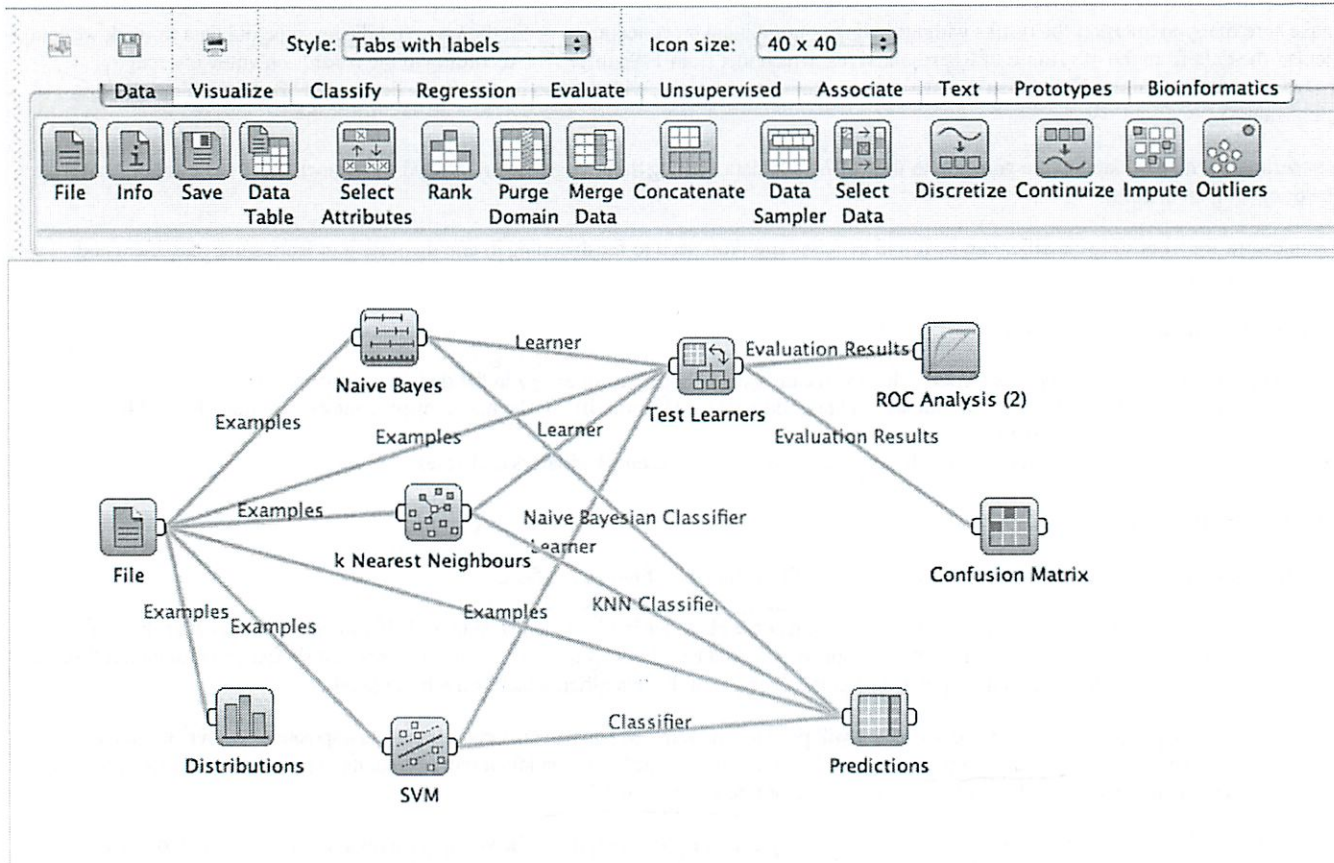 Style: Tabs with labels Icon size: 40 x 40
Data Visualize Classify Regression Evaluate Unsupervised Associate Text Prototypes Bioinformatics
File Info Save Data Table Select Attributes Rank Purge Domain Merge Data Concatenate Data Sampler Select Data Discretize Continuize Impute Outliers
Naive Bayes
Learner
Test Learners
Evaluation Results
ROC Analysis (2)
Examples
Examples
Learner
Evaluation Results
File
Examples
k Nearest Neighbours
Naive Bayesian Classifier
Learner
Confusion Matrix
Examples
Examples
Examples
KNN Classifier
Distributions
SVM
Classifier
Predictions